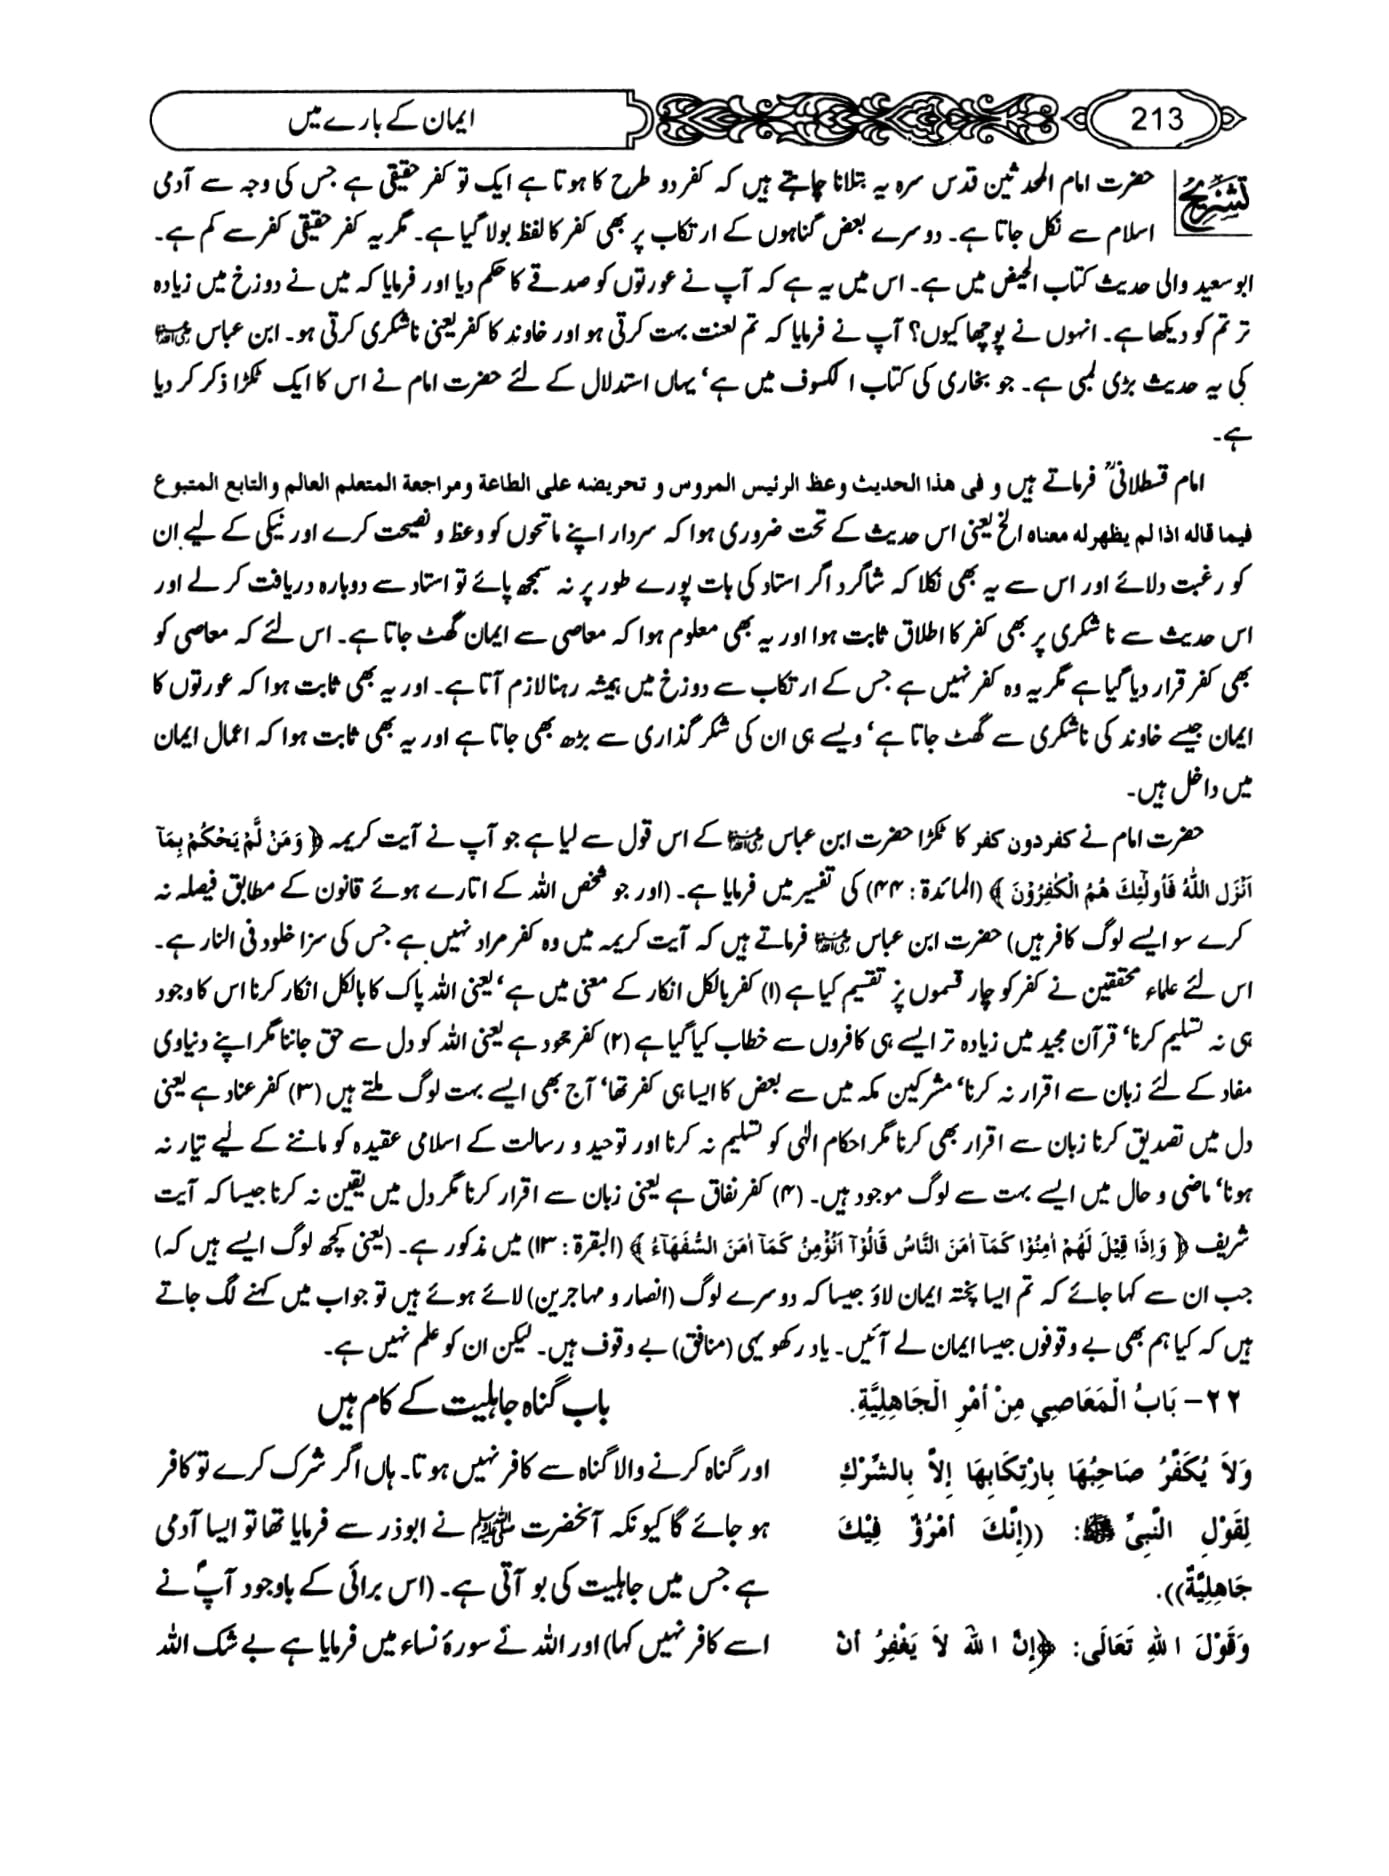 213
ایمان کے بارے میں
تشریح
حضرت امام المحدثین قدس سرہ یہ بتلانا چاہتے ہیں کہ کفر دو طرح کا ہوتا ہے ایک تو کفر حقیقی ہے جس کی وجہ سے آدمی
اسلام سے نکل جاتا ہے۔ دوسرے بعض گناہوں کے ارتکاب پر بھی کفر کا لفظ بولا گیا ہے۔ مگر یہ کفر حقیقی کفر سے کم ہے۔
ابو سعید والی حدیث کتاب الحیض میں ہے۔ اس میں یہ ہے کہ آپ نے عورتوں کو صدقے کا حکم دیا اور فرمایا کہ میں نے دوزخ میں زیادہ
تر تم کو دیکھا ہے۔ انہوں نے پوچھا کیوں؟ آپ نے فرمایا کہ تم لعنت بہت کرتی ہو اور خاوند کا کفر یعنی ناشکری کرتی ہو۔ ابن عباس رضی اللہ عنہما
کی یہ حدیث بڑی لمبی ہے۔ جو بخاری کی کتاب الکسوف میں ہے‘ یہاں استدلال کے لئے حضرت امام نے اس کا ایک ٹکڑا ذکر کر دیا
ہے۔
امام قسطلانیؒ فرماتے ہیں و فی هذا الحدیث وعظ الرئیس المروس و تحریضه علی الطاعة ومراجعة المتعلم العالم والتابع المتبوع
فیما قاله اذا لم یظهر له معناه الخ یعنی اس حدیث کے تحت ضروری ہوا کہ سردار اپنے ماتحتوں کو وعظ و نصیحت کرے اور نیکی کے لیے ان
کو رغبت دلائے اور اس سے یہ بھی نکلا کہ شاگرد اگر استاد کی بات پورے طور پر نہ سمجھ پائے تو استاد سے دوبارہ دریافت کر لے اور
اس حدیث سے ناشکری پر بھی کفر کا اطلاق ثابت ہوا اور یہ بھی معلوم ہوا کہ معاصی سے ایمان گھٹ جاتا ہے۔ اس لئے کہ معاصی کو
بھی کفر قرار دیا گیا ہے مگر یہ وہ کفر نہیں ہے جس کے ارتکاب سے دوزخ میں ہمیشہ رہنا لازم آتا ہے۔ اور یہ بھی ثابت ہوا کہ عورتوں کا
ایمان جیسے خاوند کی ناشکری سے گھٹ جاتا ہے‘ ویسے ہی ان کی شکر گذاری سے بڑھ بھی جاتا ہے اور یہ بھی ثابت ہوا کہ اعمال ایمان
میں داخل ہیں۔
حضرت امام نے کفر دون کفر کا ٹکڑا حضرت ابن عباس رضی اللہ عنہما کے اس قول سے لیا ہے جو آپ نے آیت کریمہ ﴿ وَمَنْ لَّمْ يَحْكُمْ بِمَآ
اَنْزَلَ اللّٰهُ فَاُولٰٓئِكَ هُمُ الْكٰفِرُوْنَ ﴾ (المائدة : ۴۴) کی تفسیر میں فرمایا ہے۔ (اور جو شخص اللہ کے اتارے ہوئے قانون کے مطابق فیصلہ نہ
کرے سو ایسے لوگ کافر ہیں) حضرت ابن عباس رضی اللہ عنہما فرماتے ہیں کہ آیت کریمہ میں وہ کفر مراد نہیں ہے جس کی سزا خلود فی النار ہے۔
اس لئے علماء محققین نے کفر کو چار قسموں پر تقسیم کیا ہے (۱) کفر بالکل انکار کے معنی میں ہے‘ یعنی اللہ پاک کا بالکل انکار کرنا اس کا وجود
ہی نہ تسلیم کرنا‘ قرآن مجید میں زیادہ تر ایسے ہی کافروں سے خطاب کیا گیا ہے (۲) کفر جحود ہے یعنی اللہ کو دل سے حق جاننا مگر اپنے دنیاوی
مفاد کے لئے زبان سے اقرار نہ کرنا‘ مشرکین مکہ میں سے بعض کا ایسا ہی کفر تھا‘ آج بھی ایسے بہت لوگ ملتے ہیں (۳) کفر عناد ہے یعنی
دل میں تصدیق کرنا زبان سے اقرار بھی کرنا مگر احکام الٰہی کو تسلیم نہ کرنا اور توحید و رسالت کے اسلامی عقیدہ کو ماننے کے لیے تیار نہ
ہونا‘ ماضی و حال میں ایسے بہت سے لوگ موجود ہیں۔ (۴) کفر نفاق ہے یعنی زبان سے اقرار کرنا مگر دل میں یقین نہ کرنا جیسا کہ آیت
شریف ﴿ وَاِذَا قِيْلَ لَهُمْ اٰمِنُوْا كَمَآ اٰمَنَ النَّاسُ قَالُوْٓا اَنُؤْمِنُ كَمَآ اٰمَنَ السُّفَهَآءُ ﴾ (البقرة : ۱۳) میں مذکور ہے۔ (یعنی کچھ لوگ ایسے ہیں کہ)
جب ان سے کہا جائے کہ تم ایسا پختہ ایمان لاؤ جیسا کہ دوسرے لوگ (انصار و مہاجرین) لائے ہوئے ہیں تو جواب میں کہنے لگ جاتے
ہیں کہ کیا ہم بھی بے وقوفوں جیسا ایمان لے آئیں۔ یاد رکھو یہی (منافق) بے وقوف ہیں۔ لیکن ان کو علم نہیں ہے۔
۲۲ – بَابُ الْمَعَاصِي مِنْ أَمْرِ الْجَاهِلِيَّةِ.
وَلاَ يُكَفَّرُ صَاحِبُهَا بِارْتِكَابِهَا إِلاَّ بِالشِّرْكِ
لِقَوْلِ النَّبِيِّ ﷺ: ((إِنَّكَ امْرُؤٌ فِيْكَ
جَاهِلِيَّةٌ)).
وَقَوْلَ اللهِ تَعَالَى: ﴿إِنَّ اللهَ لاَ يَغْفِرُ أَنْ
باب گناہ جاہلیت کے کام ہیں
اور گناہ کرنے والا گناہ سے کافر نہیں ہوتا۔ ہاں اگر شرک کرے تو کافر
ہو جائے گا کیونکہ آنحضرت ﷺ نے ابوذر سے فرمایا تھا تو ایسا آدمی
ہے جس میں جاہلیت کی بو آتی ہے۔ (اس برائی کے باوجود آپؐ نے
اسے کافر نہیں کہا) اور اللہ نے سورۂ نساء میں فرمایا ہے بے شک اللہ